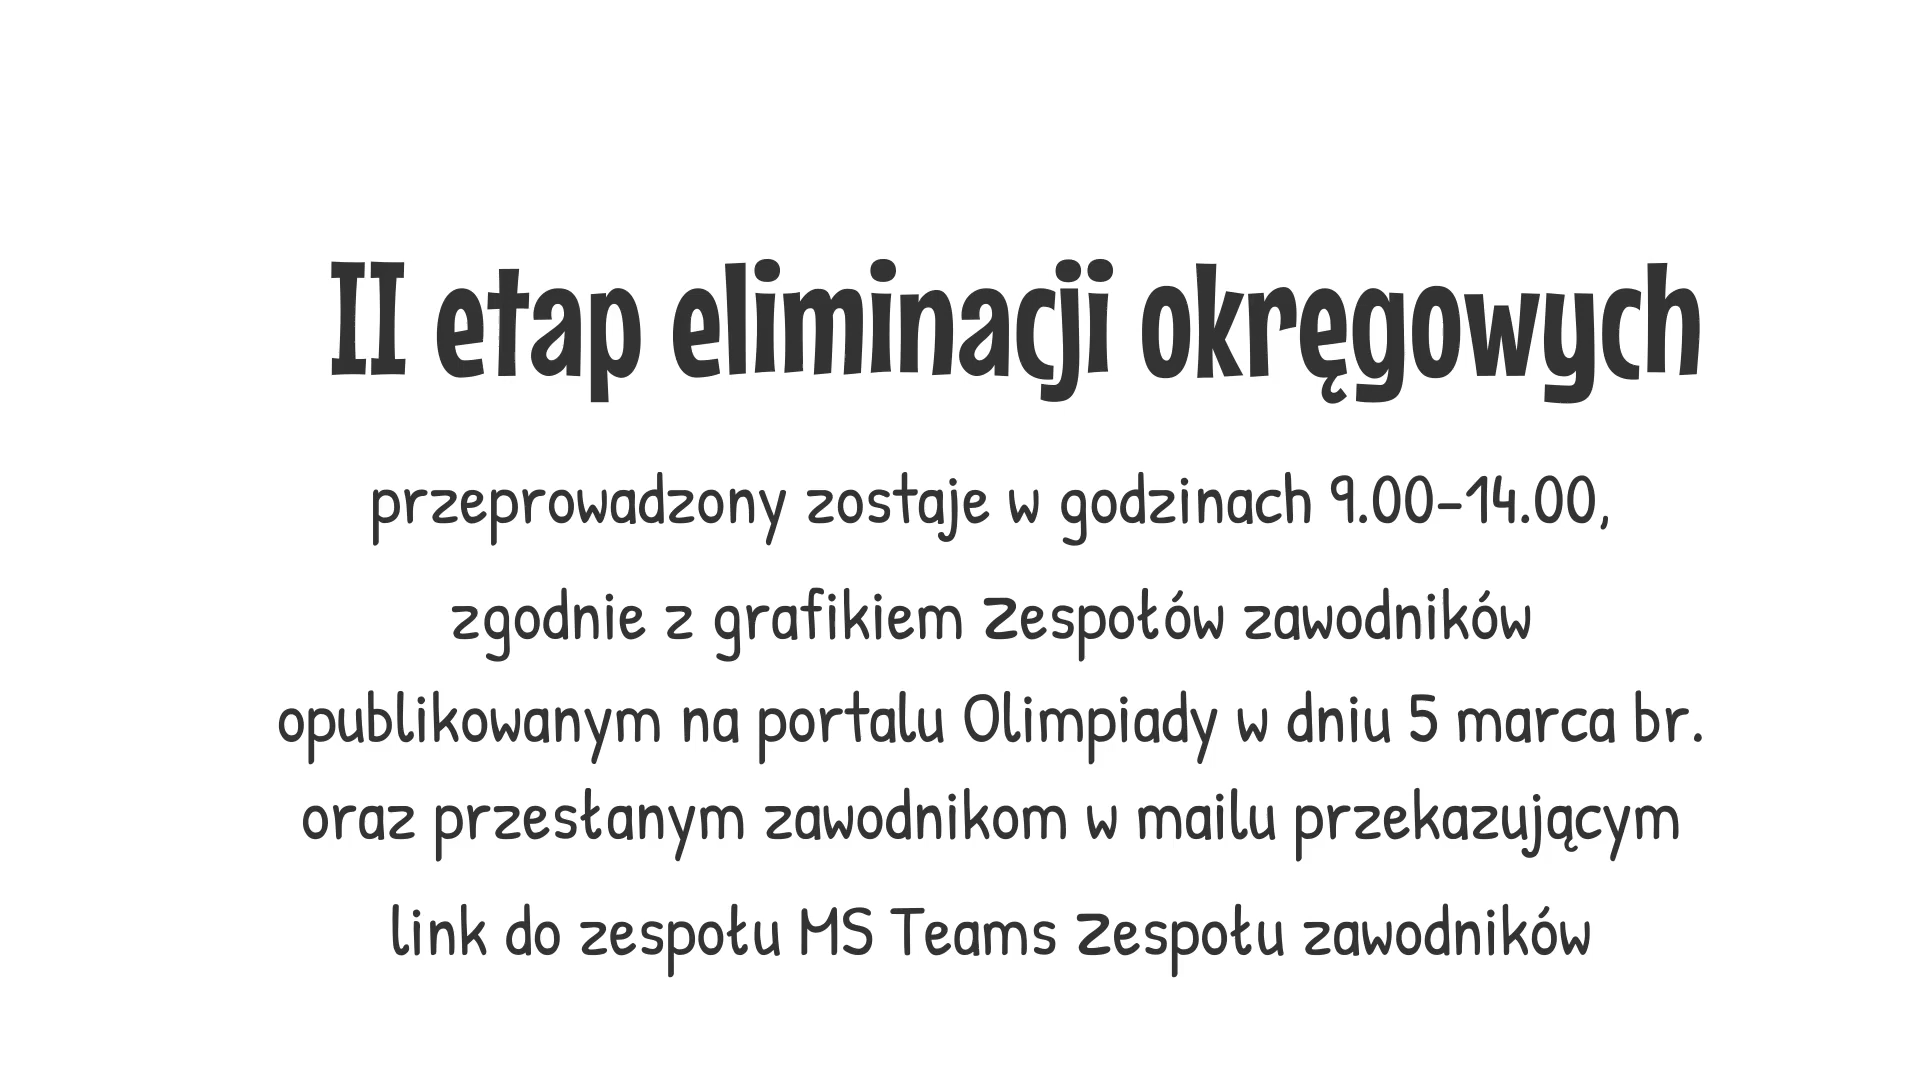 II etap eliminacji okręgowych
przeprowadzony zostaje w godzinach 9.00-14.00,
zgodnie z grafikiem Zespołów zawodników
opublikowanym na portalu Olimpiady w dniu 5 marca br.
oraz przesłanym zawodnikom w mailu przekazującym
link do zespołu MS Teams Zespołu zawodników